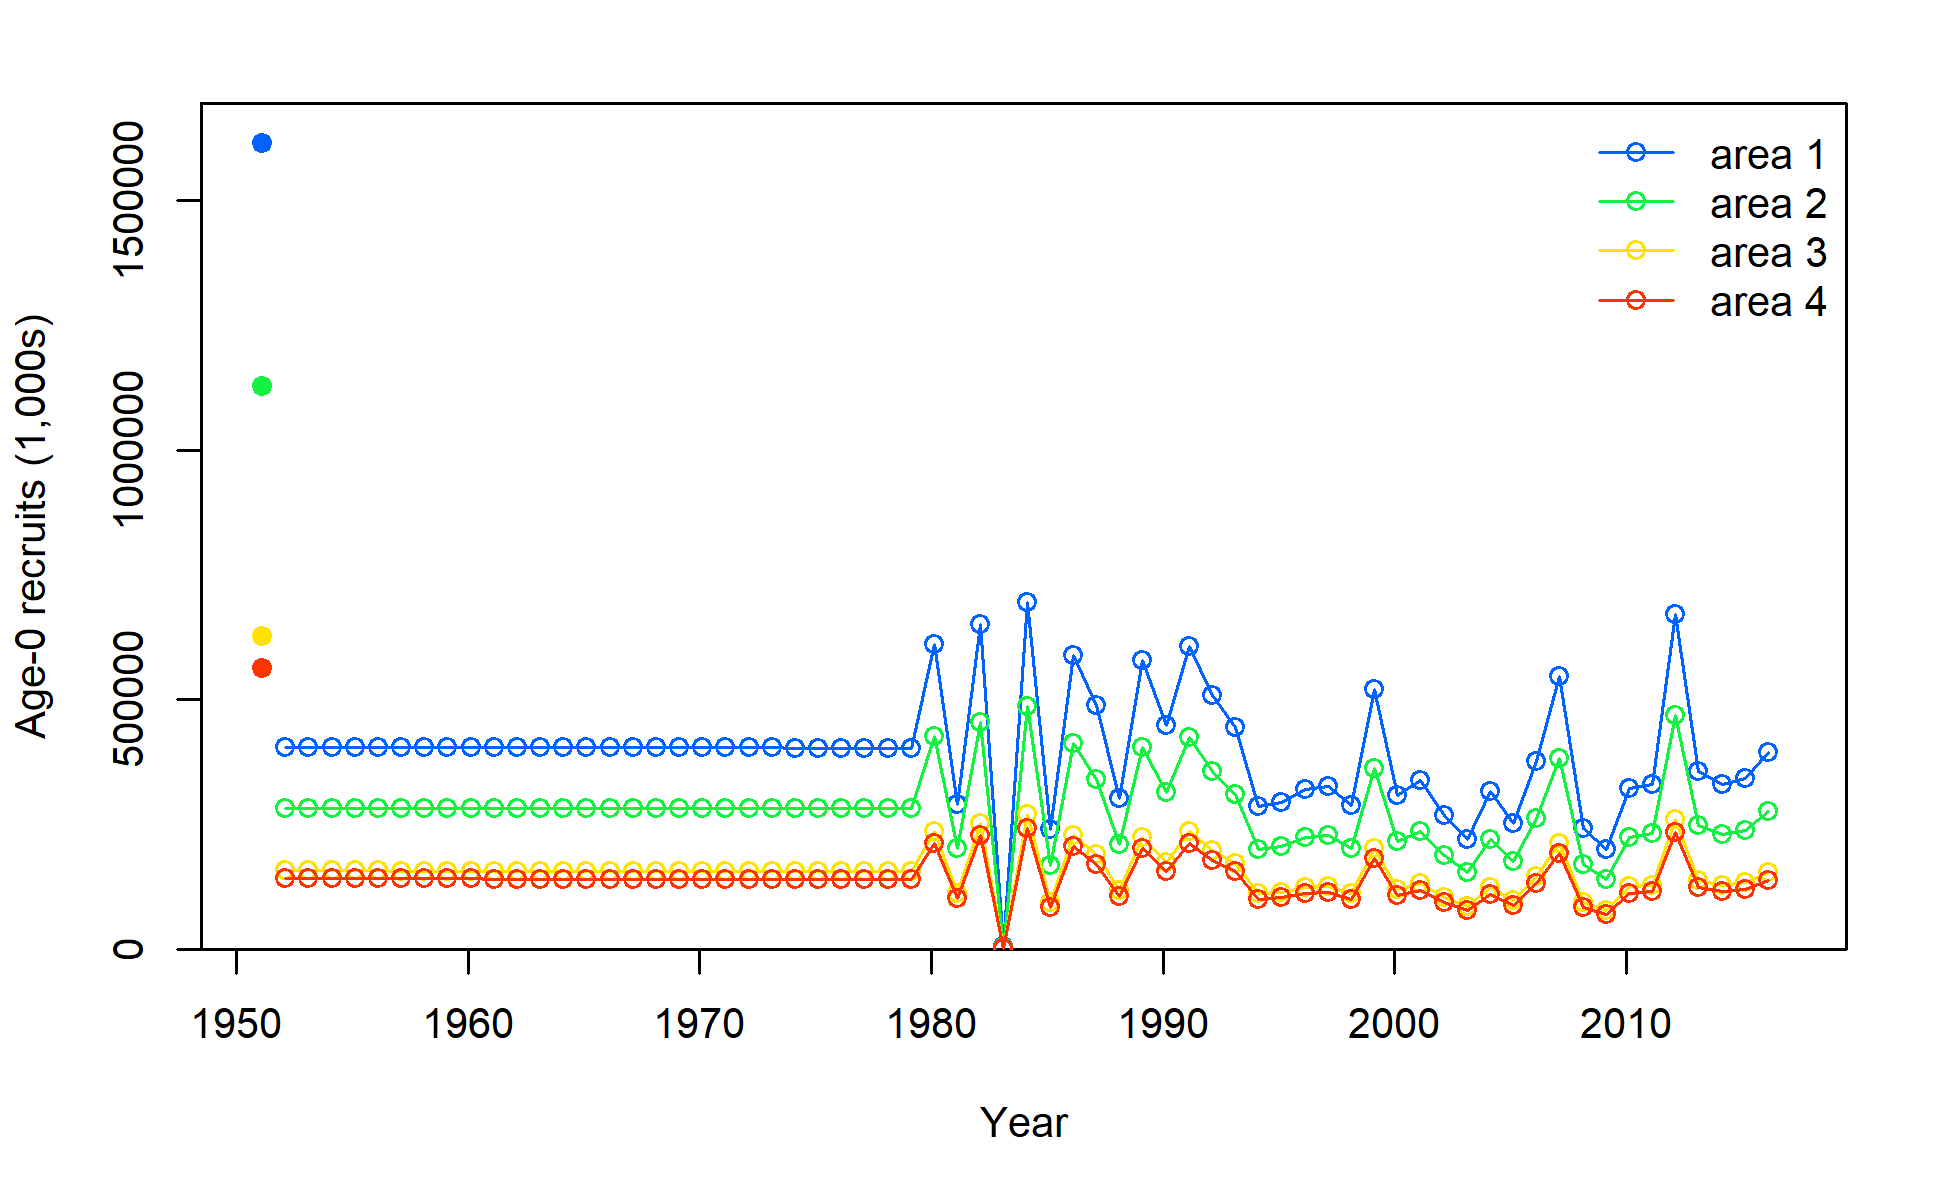 area 1
area 2
area 3
area 4
Age-0 recruits (1,000s)
1500000
1000000
500000
0
1950 1960 1970 1980 1990 2000 2010
Year